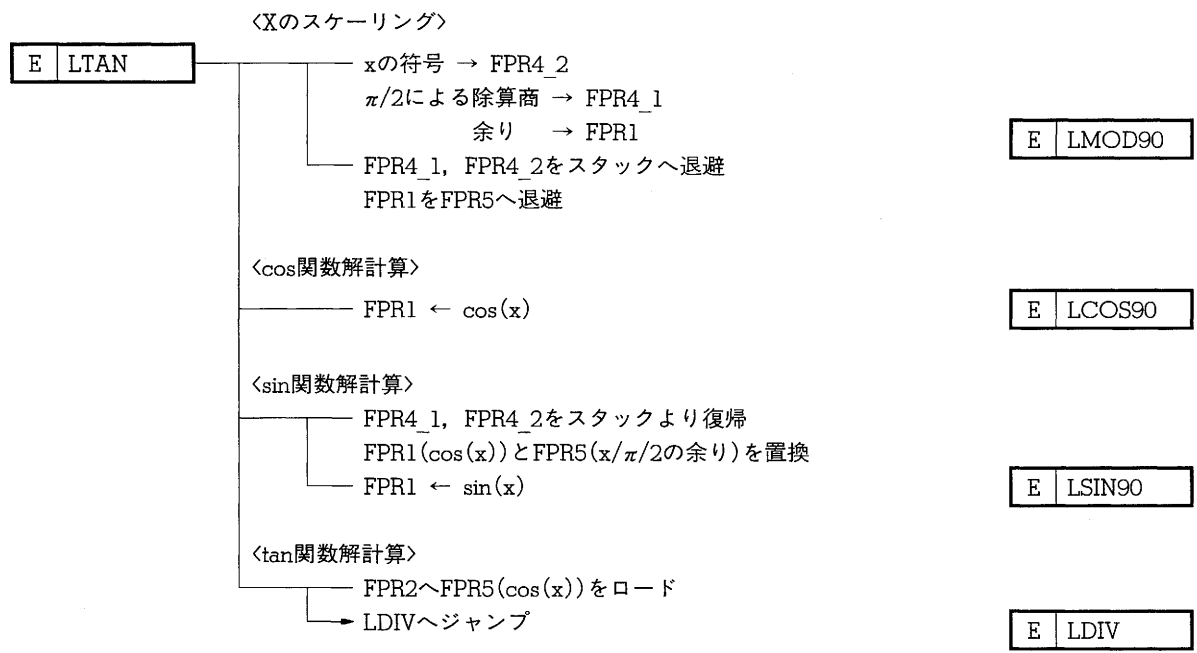 〈Xのスケーリング〉
E LTAN
xの符号 → FPR4_2
π/2による除算商 → FPR4_1
余り → FPR1
E LMOD90
FPR4_1, FPR4_2をスタックへ退避
FPR1をFPR5へ退避
〈cos関数解計算〉
FPR1 ← cos(x)
E LCOS90
〈sin関数解計算〉
FPR4_1, FPR4_2をスタックより復帰
FPR1(cos(x))とFPR5(x/π/2の余り)を置換
FPR1 ← sin(x)
E LSIN90
〈tan関数解計算〉
FPR2へFPR5(cos(x))をロード
LDIVへジャンプ
E LDIV